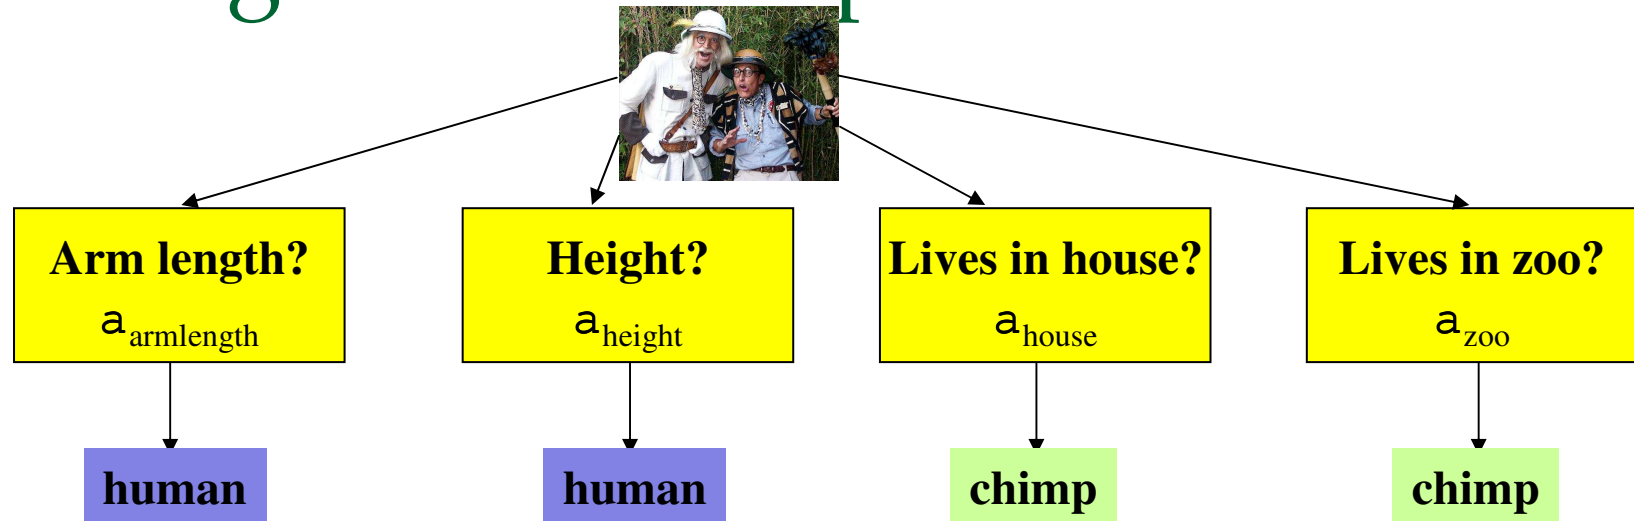 Arm length?
a armlength
Height?
a height
Lives in house?
a house
Lives in zoo?
a zoo
human
human
chimp
chimp